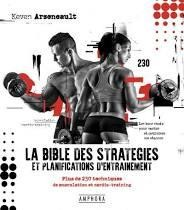 Keven Arseneault
230
LA BIBLE DES STRATÉGIES
ET PLANIFICATIONS D'ENTRAÎNEMENT
Plus de 230 techniques
de musculation et cardio-training
AMPHORA